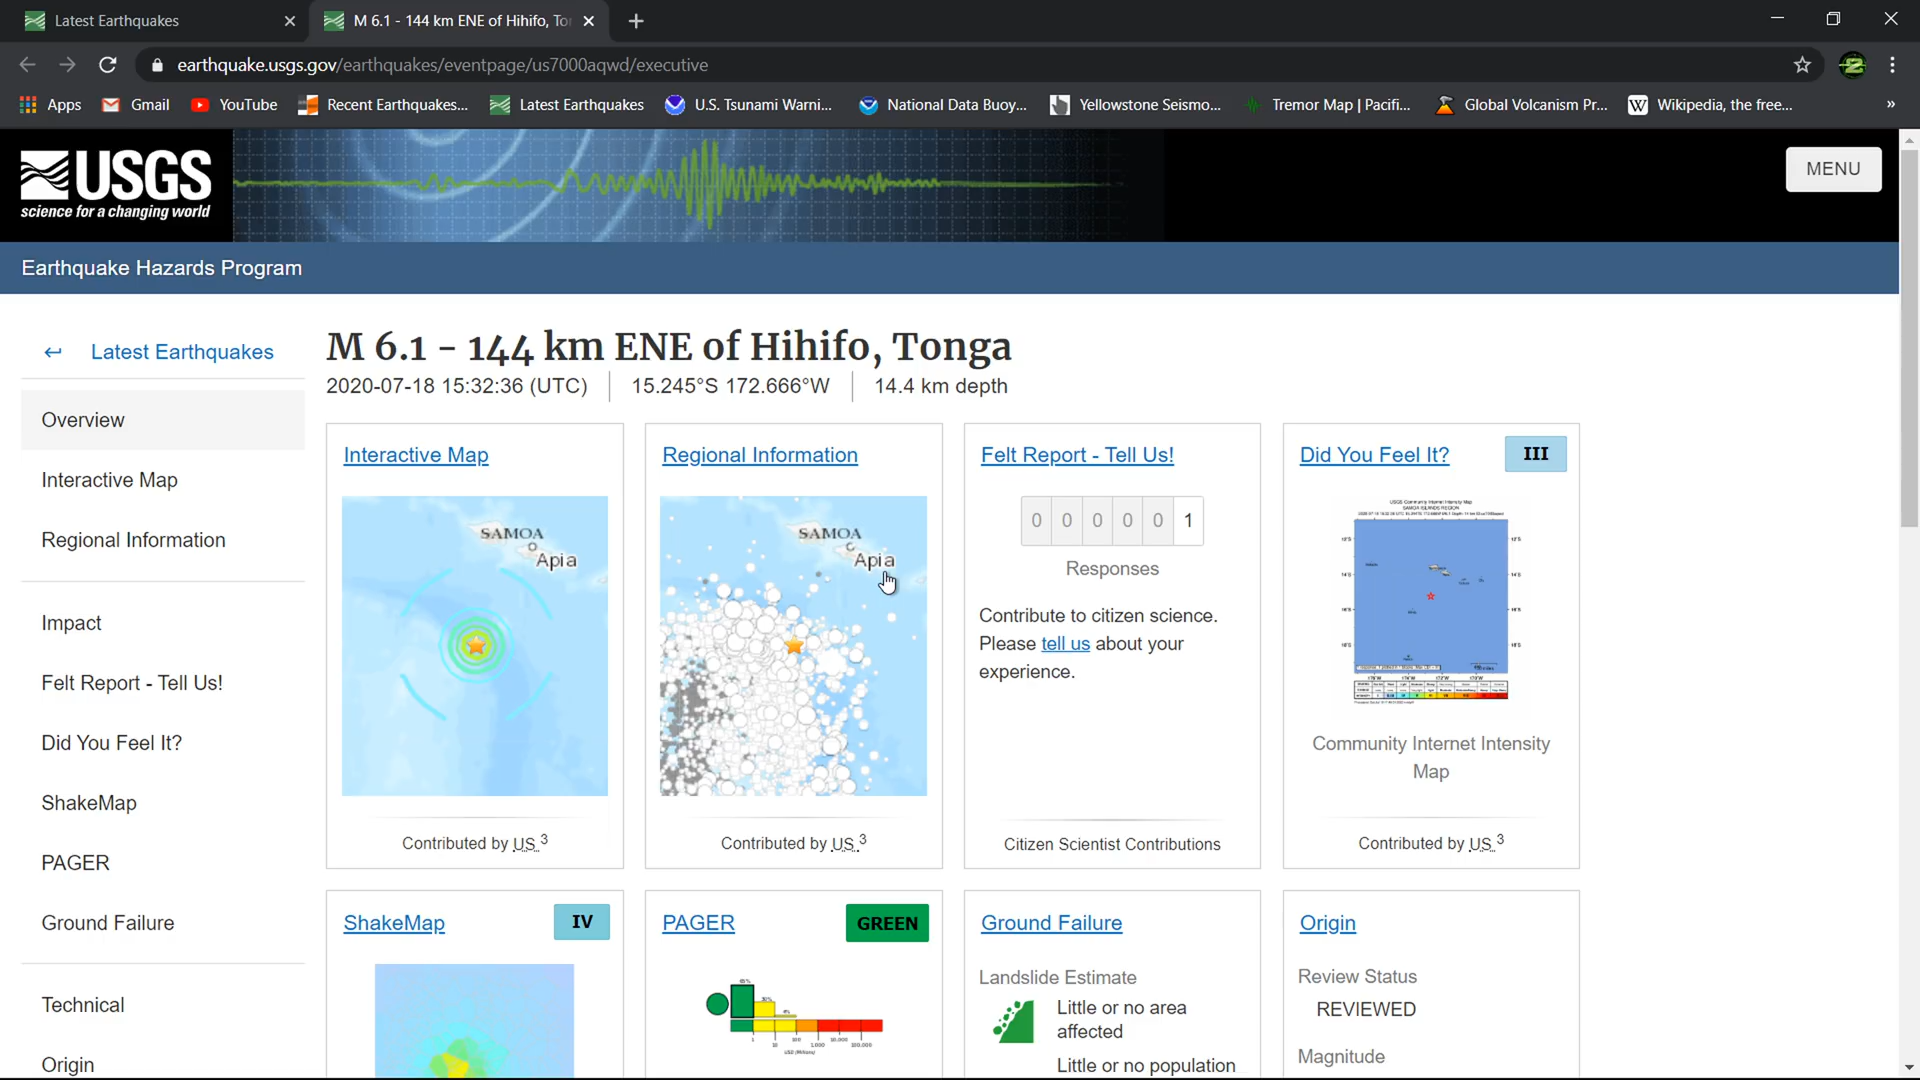 Latest Earthquakes
M 6.1 - 144 km ENE of Hihifo, To
earthquake.usgs.gov/earthquakes/eventpage/us7000aqwd/executive
Apps
Gmail
YouTube
Recent Earthquakes...
Latest Earthquakes
U.S. Tsunami Warni...
National Data Buoy...
Yellowstone Seismo...
Tremor Map | Pacifi...
Global Volcanism Pr...
Wikipedia, the free...
»
USGS
science for a changing world
MENU
Earthquake Hazards Program
Latest Earthquakes
Overview
Interactive Map
Regional Information
Impact
Felt Report - Tell Us!
Did You Feel It?
ShakeMap
PAGER
Ground Failure
Technical
Origin
M 6.1 - 144 km ENE of Hihifo, Tonga
2020-07-18 15:32:36 (UTC) 15.245°S 172.666°W 14.4 km depth
Interactive Map
SAMOA
Apia
Contributed by US 3
Regional Information
SAMOA
Apia
Contributed by US 3
Felt Report - Tell Us!
0 0 0 0 0 1
Responses
Contribute to citizen science.
Please tell us about your
experience.
Citizen Scientist Contributions
Did You Feel It? III
USGS Community Internet Intensity Map
SAMOA ISLANDS REGION
Community Internet Intensity
Map
Contributed by US 3
ShakeMap IV
PAGER GREEN
Ground Failure
Landslide Estimate
Little or no area
affected
Little or no population
Origin
Review Status
REVIEWED
Magnitude